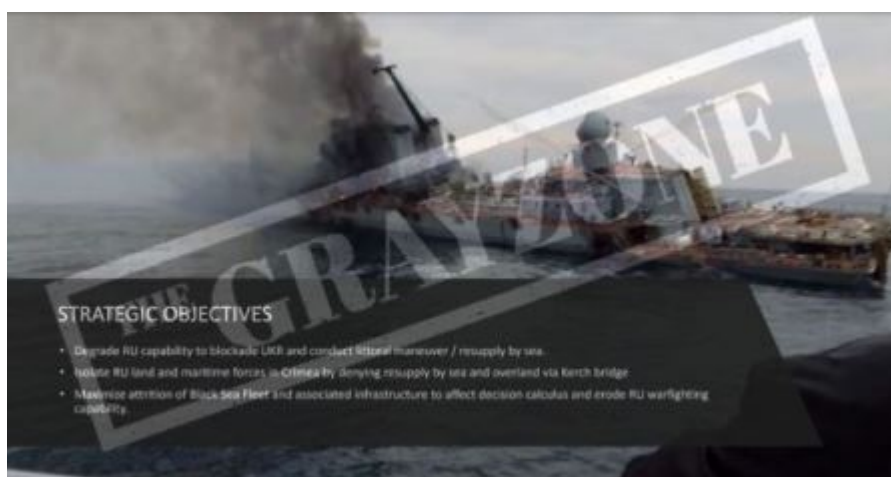 THE GRAYZONE
STRATEGIC OBJECTIVES
• Degrade RU capability to blockade UKR and conduct littoral maneuver / resupply by sea.
• Isolate RU land and maritime forces in Crimea by denying resupply by sea and overland via Kerch bridge
• Maximize attrition of Black Sea Fleet and associated infrastructure to affect decision calculus and erode RU warfighting
capability.